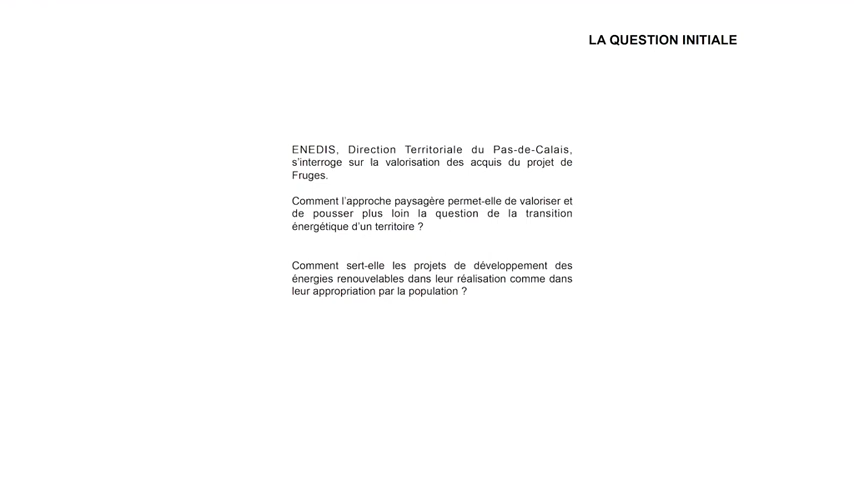 LA QUESTION INITIALE
ENEDIS, Direction Territoriale du Pas-de-Calais,
s’interroge sur la valorisation des acquis du projet de
Fruges.
Comment l’approche paysagère permet-elle de valoriser et
de pousser plus loin la question de la transition
énergétique d’un territoire ?
Comment sert-elle les projets de développement des
énergies renouvelables dans leur réalisation comme dans
leur appropriation par la population ?